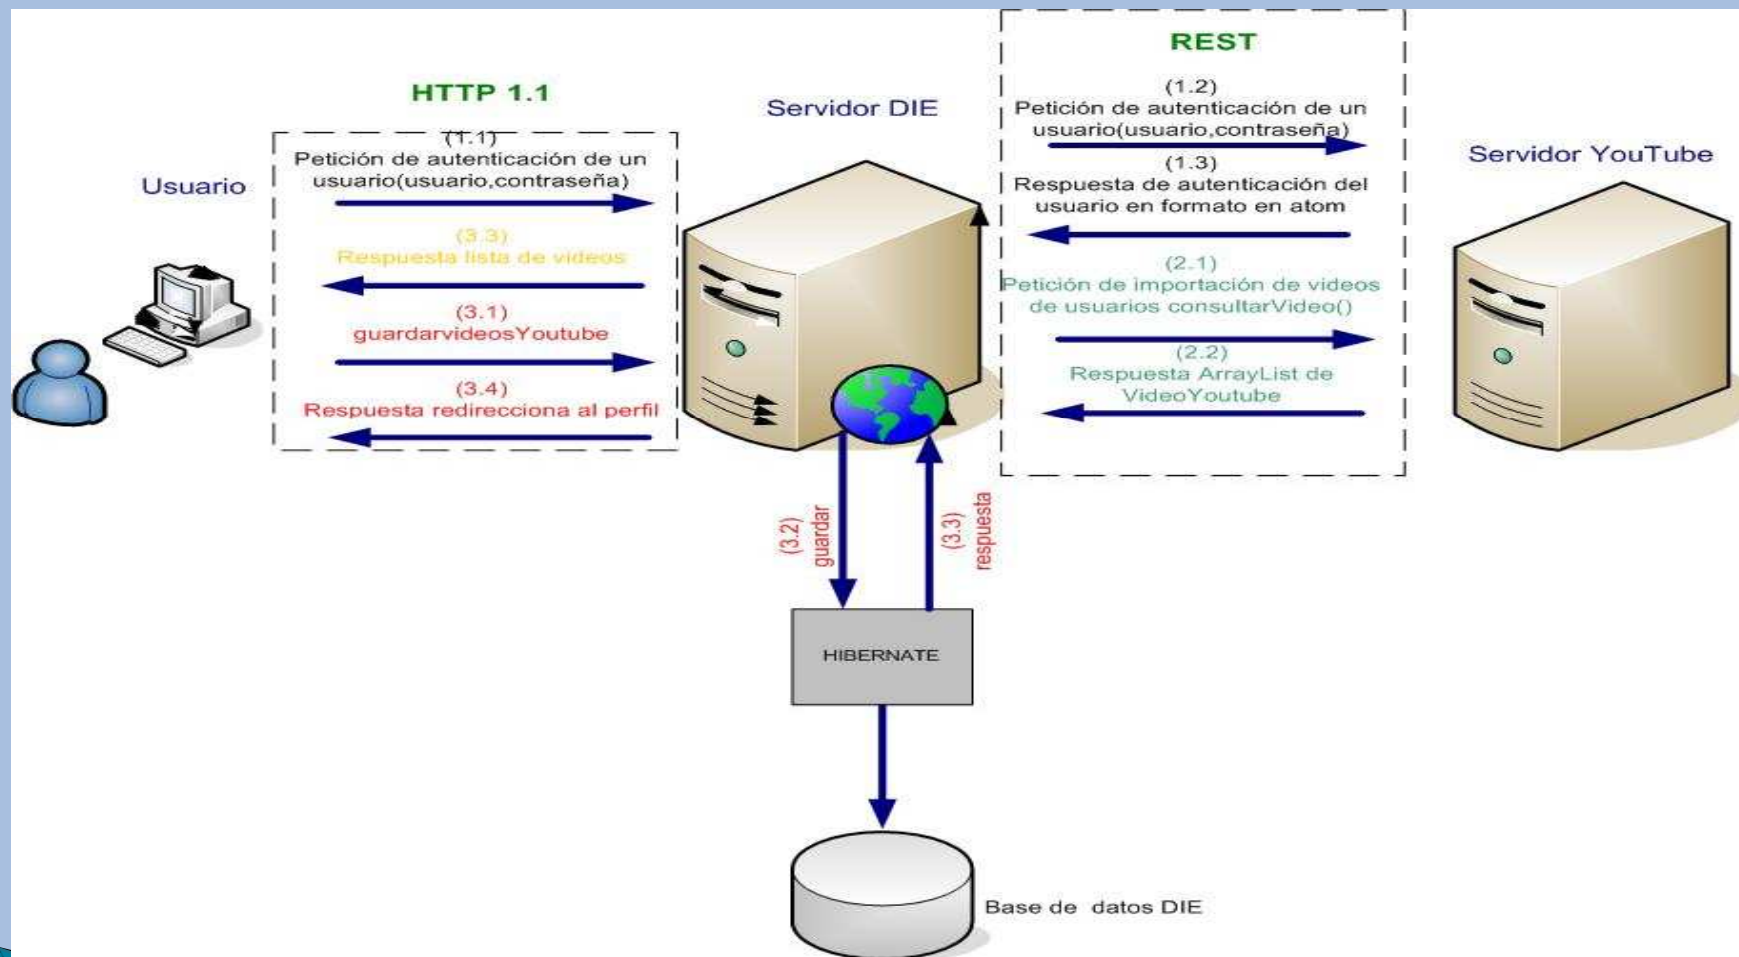 HTTP 1.1
(1.1)
Petición de autenticación de un
usuario(usuario,contraseña)
(3.3)
Respuesta lista de videos
(3.1)
guardarvideosYoutube
(3.4)
Respuesta redirecciona al perfil
Usuario
Servidor DIE
REST
(1.2)
Petición de autenticación de un
usuario(usuario,contraseña)
(1.3)
Respuesta de autenticación del
usuario en formato en atom
(2.1)
Petición de importación de videos
de usuarios consultarVideo()
(2.2)
Respuesta ArrayList de
VideoYoutube
Servidor YouTube
(3.2)
guardar
(3.3)
respuesta
HIBERNATE
Base de datos DIE